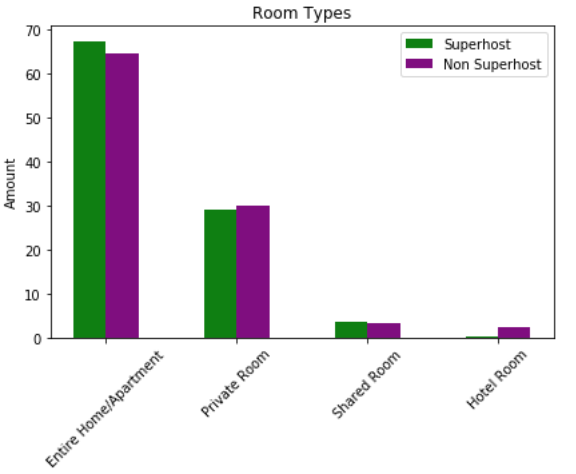 Room Types
Superhost
Non Superhost
Amount
70
60
50
40
30
20
10
0
Entire Home/Apartment
Private Room
Shared Room
Hotel Room